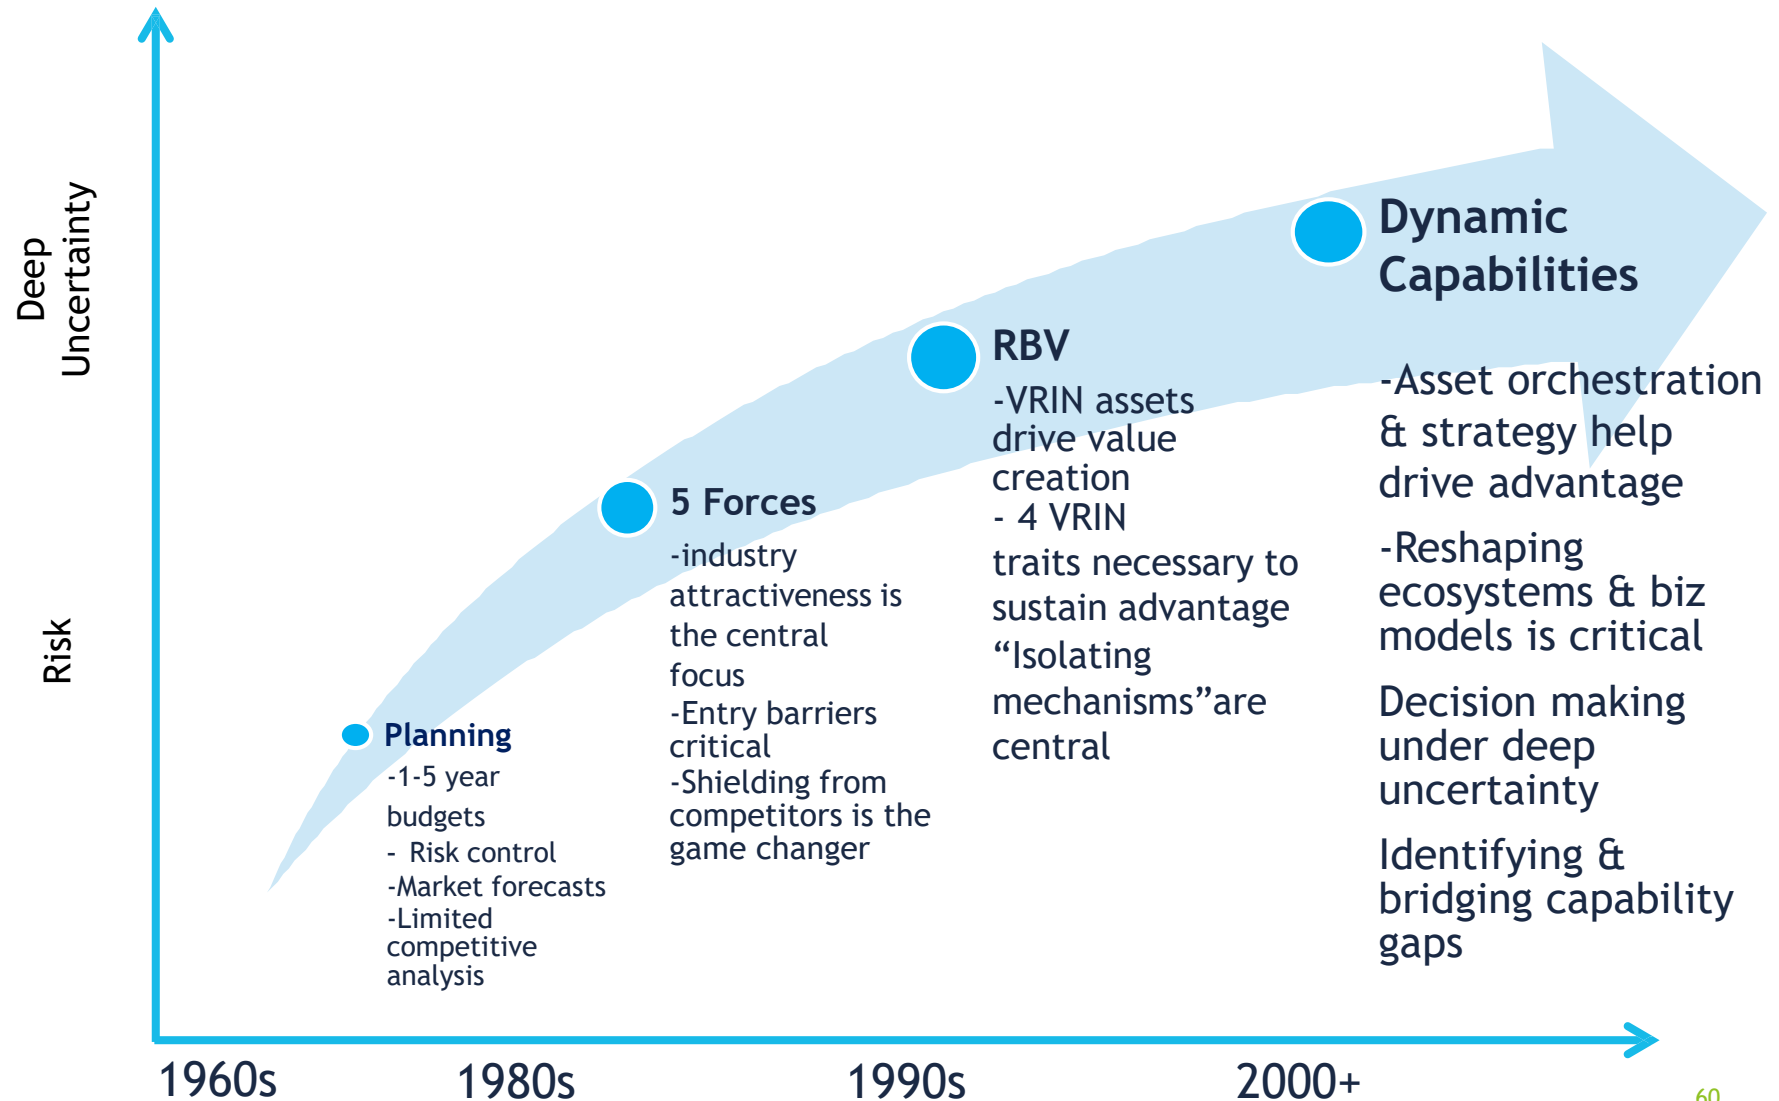 Deep
Uncertainty
Risk
Planning
-1-5 year
budgets
- Risk control
-Market forecasts
-Limited
competitive
analysis
5 Forces
-industry
attractiveness is
the central
focus
-Entry barriers
critical
-Shielding from
competitors is the
game changer
RBV
-VRIN assets
drive value
creation
- 4 VRIN
traits necessary to
sustain advantage
“Isolating
mechanisms”are
central
Dynamic
Capabilities
-Asset orchestration
& strategy help
drive advantage
-Reshaping
ecosystems & biz
models is critical
Decision making
under deep
uncertainty
Identifying &
bridging capability
gaps
1960s
1980s
1990s
2000+
60